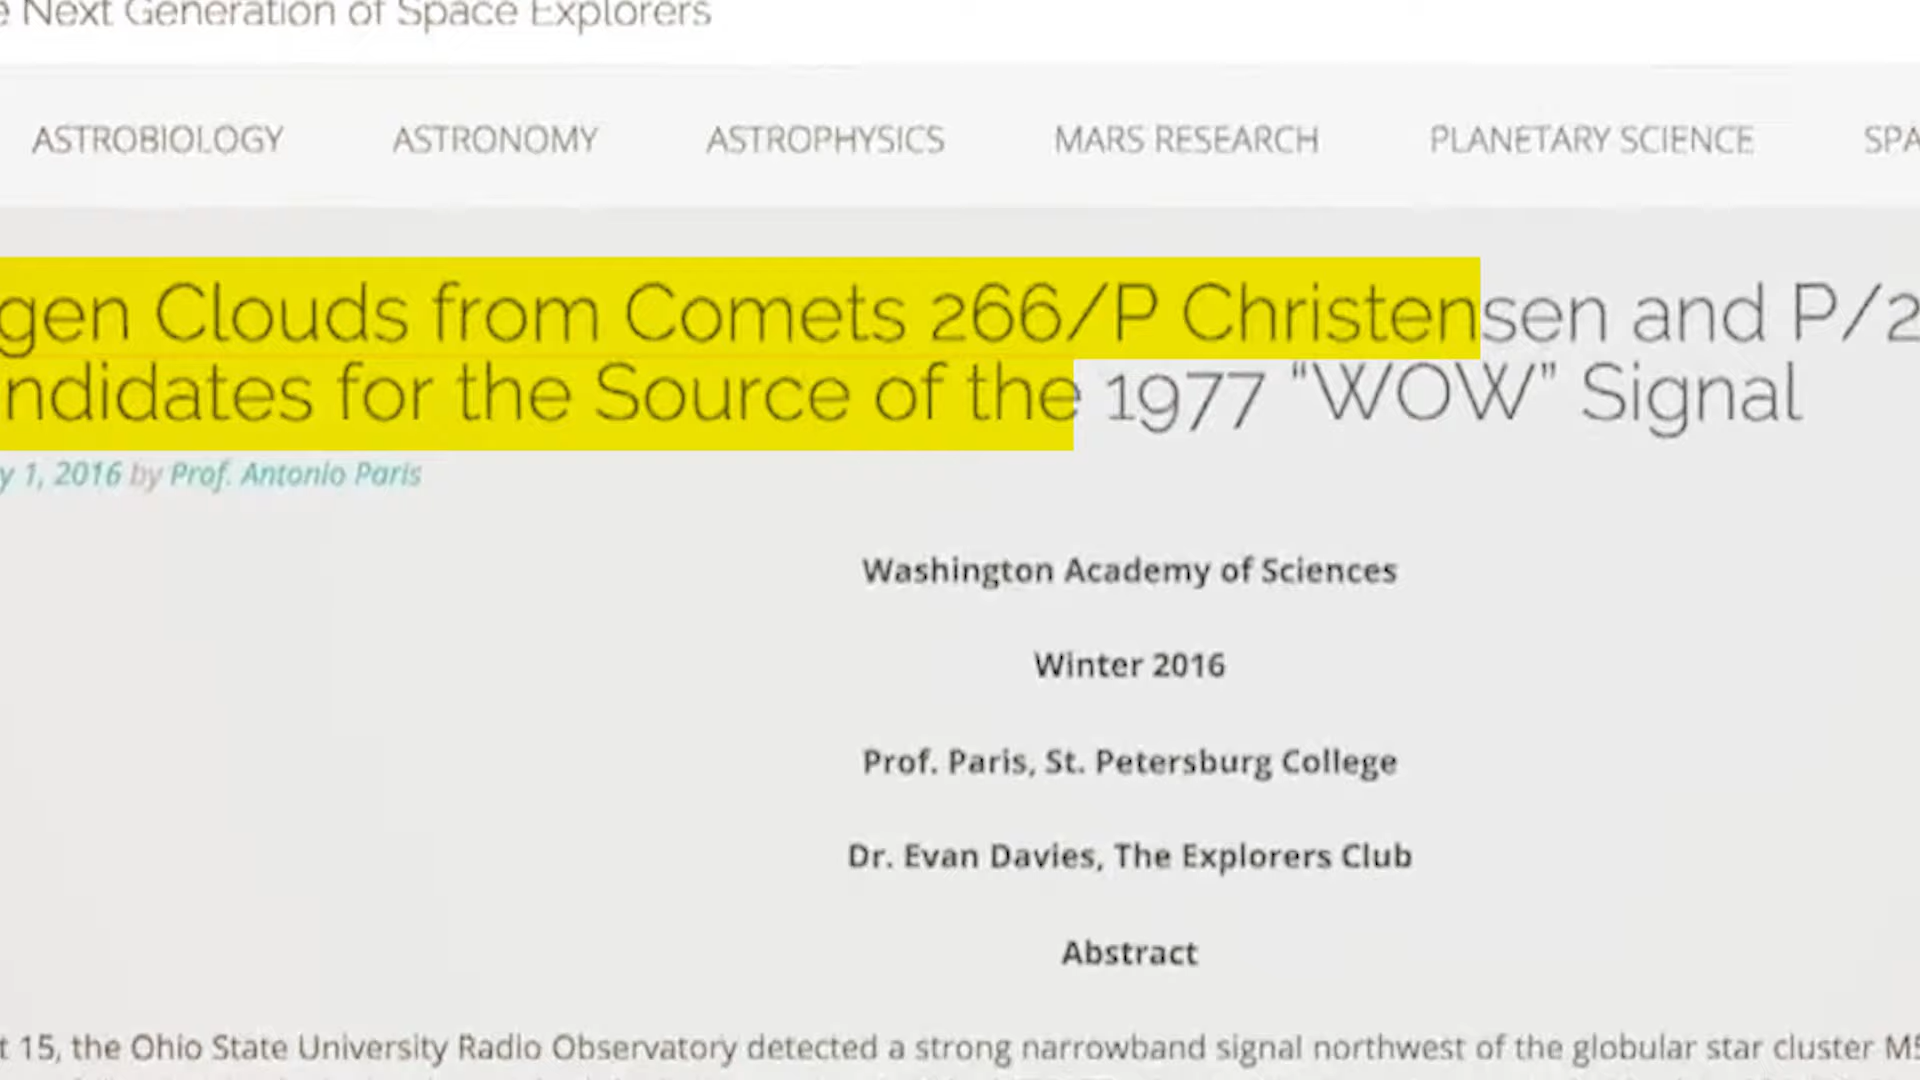 Next Generation of Space Explorers
ASTROBIOLOGY ASTRONOMY ASTROPHYSICS MARS RESEARCH PLANETARY SCIENCE SPA
gen Clouds from Comets 266/P Christensen and P/2
ndidates for the Source of the 1977 “WOW” Signal
y 1, 2016 by Prof. Antonio Paris
Washington Academy of Sciences
Winter 2016
Prof. Paris, St. Petersburg College
Dr. Evan Davies, The Explorers Club
Abstract
t 15, the Ohio State University Radio Observatory detected a strong narrowband signal northwest of the globular star cluster M5